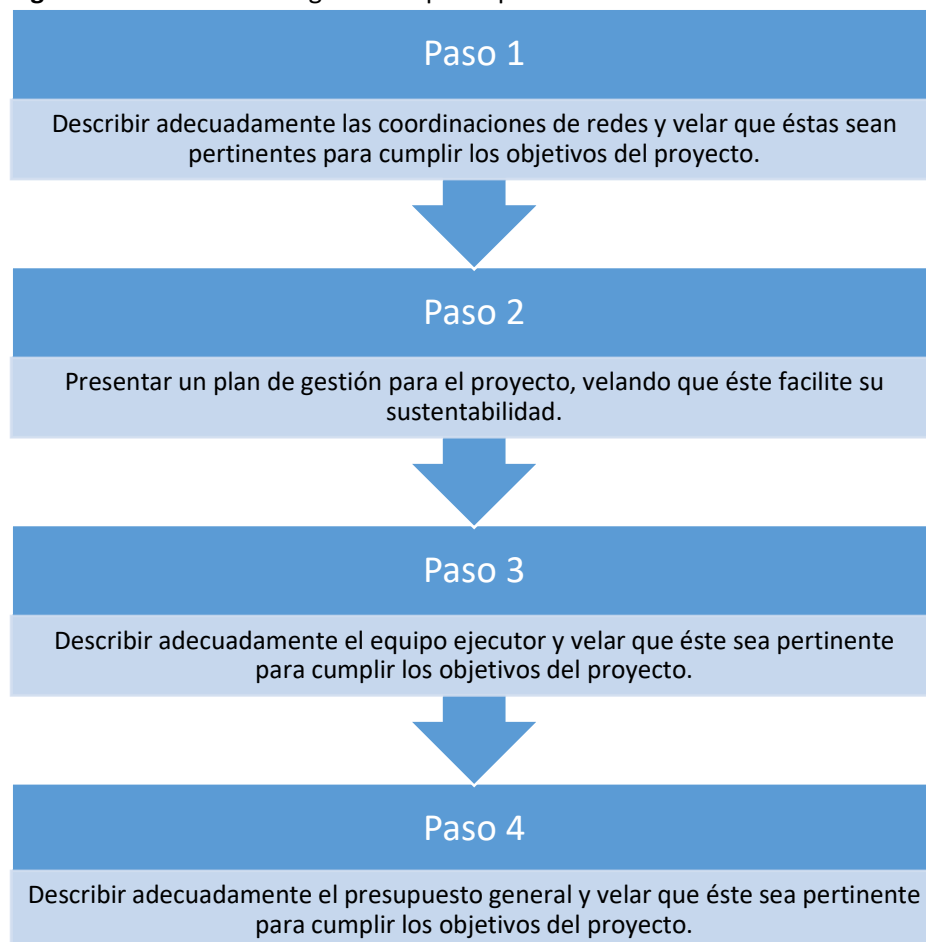 Paso 1
Describir adecuadamente las coordinaciones de redes y velar que éstas sean
pertinentes para cumplir los objetivos del proyecto.
Paso 2
Presentar un plan de gestión para el proyecto, velando que éste facilite su
sustentabilidad.
Paso 3
Describir adecuadamente el equipo ejecutor y velar que éste sea pertinente
para cumplir los objetivos del proyecto.
Paso 4
Describir adecuadamente el presupuesto general y velar que éste sea pertinente
para cumplir los objetivos del proyecto.